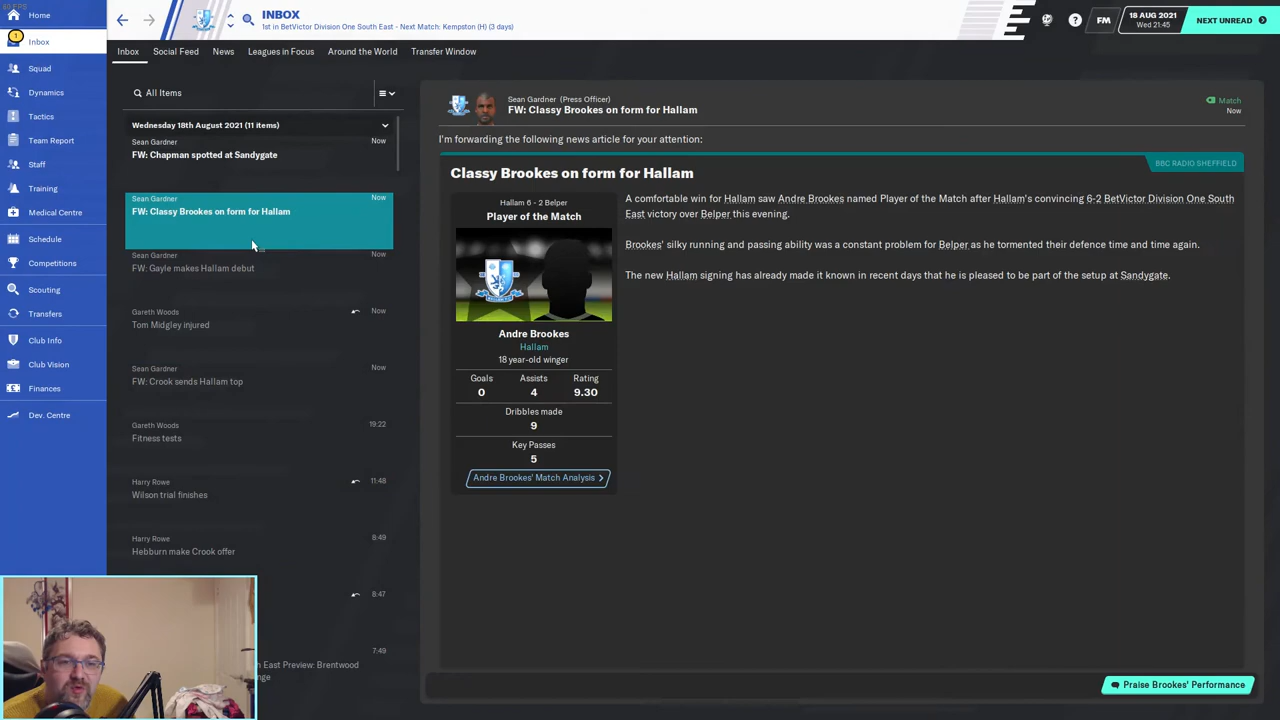 60 FPS
Home
1
Inbox
Squad
Dynamics
Tactics
Team Report
Staff
Training
Medical Centre
Schedule
Competitions
Scouting
Transfers
Club Info
Club Vision
Finances
Dev. Centre
INBOX
1st in BetVictor Division One South East - Next Match: Kempston (H) (3 days)
?
FM
18 AUG 2021
Wed 21:45
NEXT UNREAD
Inbox
Social Feed
News
Leagues in Focus
Around the World
Transfer Window
All Items
Wednesday 18th August 2021 (11 items)
Sean Gardner Now
FW: Chapman spotted at Sandygate
Sean Gardner Now
FW: Classy Brookes on form for Hallam
Sean Gardner Now
FW: Gayle makes Hallam debut
Gareth Woods Now
Tom Midgley injured
Sean Gardner Now
FW: Crook sends Hallam top
Gareth Woods 19:22
Fitness tests
Harry Rowe 11:48
Wilson trial finishes
Harry Rowe 8:49
Hebburn make Crook offer
8:47
7:49
h East Preview: Brentwood
nge
Sean Gardner (Press Officer)
FW: Classy Brookes on form for Hallam
Match
Now
I'm forwarding the following news article for your attention:
BBC RADIO SHEFFIELD
Classy Brookes on form for Hallam
Hallam 6 - 2 Belper
Player of the Match
Andre Brookes
Hallam
18 year-old winger
Goals Assists Rating
0 4 9.30
Dribbles made
9
Key Passes
5
Andre Brookes' Match Analysis
A comfortable win for Hallam saw Andre Brookes named Player of the Match after Hallam's convincing 6-2 BetVictor Division One South
East victory over Belper this evening.
Brookes' silky running and passing ability was a constant problem for Belper as he tormented their defence time and time again.
The new Hallam signing has already made it known in recent days that he is pleased to be part of the setup at Sandygate.
Praise Brookes' Performance